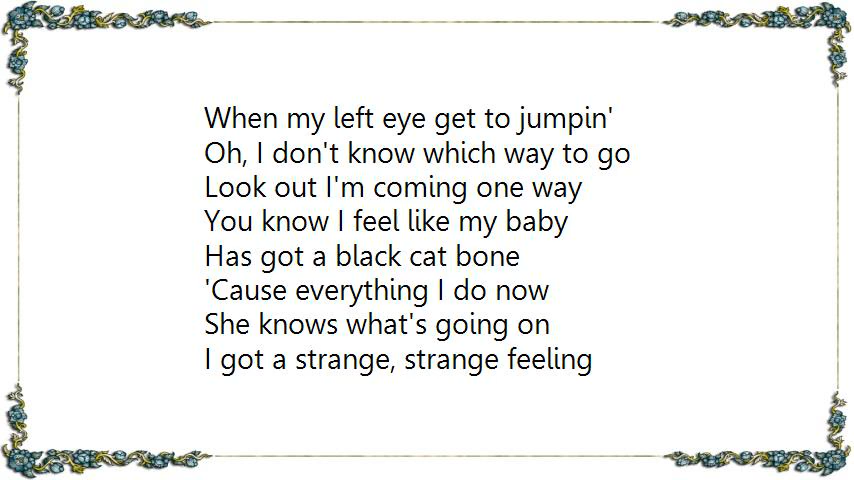 When my left eye get to jumpin'
Oh, I don't know which way to go
Look out I'm coming one way
You know I feel like my baby
Has got a black cat bone
'Cause everything I do now
She knows what's going on
I got a strange, strange feeling